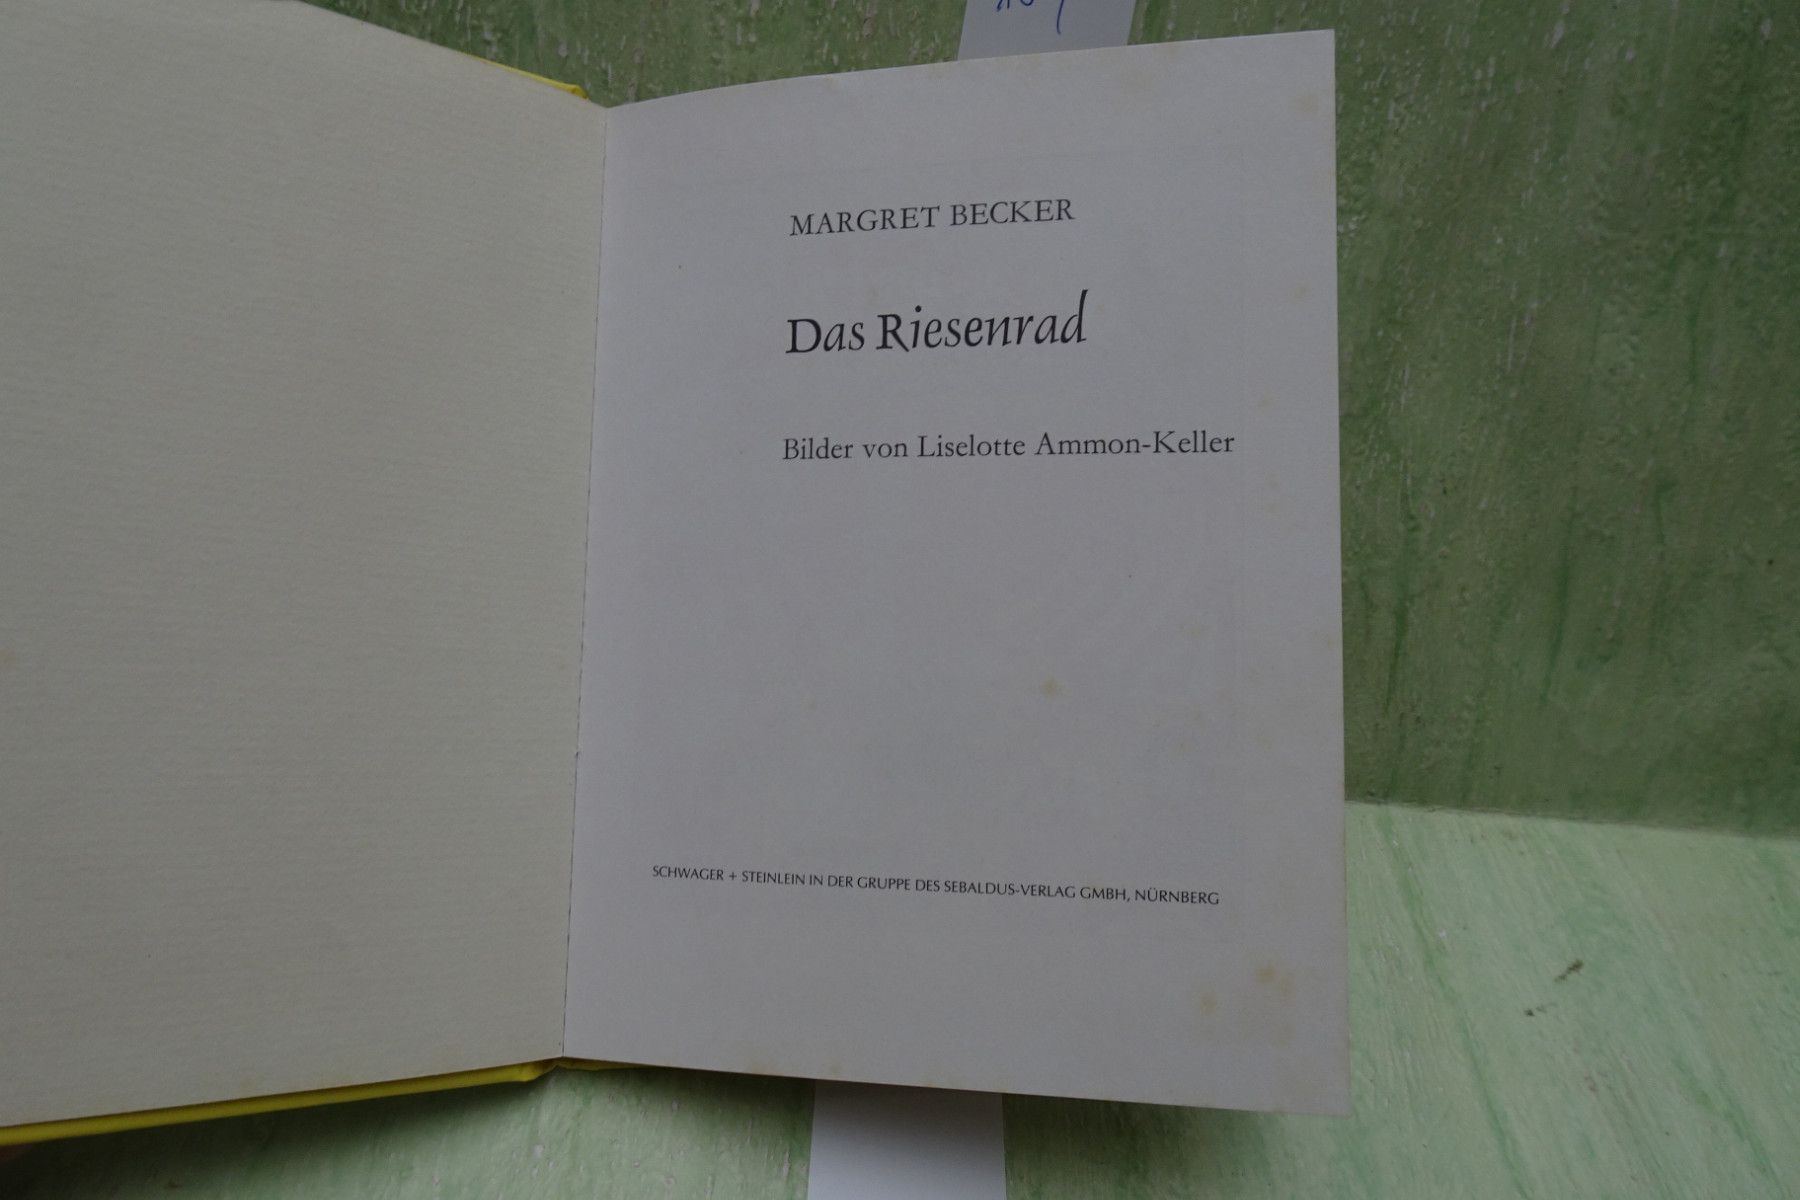 MARGRET BECKER
Das Riesenrad
Bilder von Liselotte Ammon-Keller
SCHWAGER + STEINLEIN IN DER GRUPPE DES SEBALDUS-VERLAG GMBH, NÜRNBERG